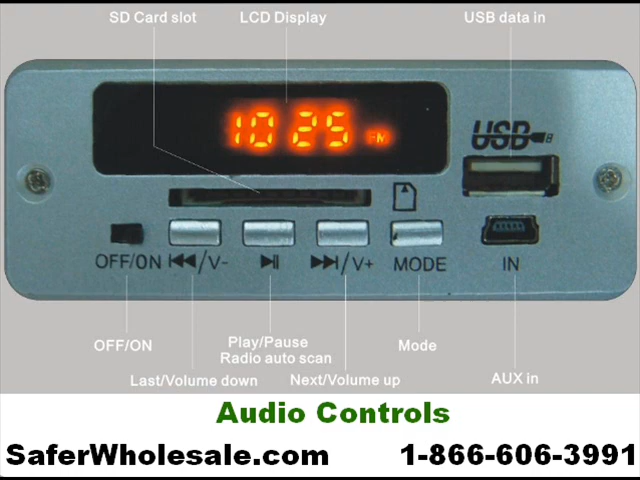 SD Card slot LCD Display USB data in
1025 FM
USB
OFF/ON /V- /V+ MODE IN
OFF/ON Play/Pause Mode
Radio auto scan
Last/Volume down Next/Volume up AUX in
Audio Controls
SaferWholesale.com 1-866-606-3991